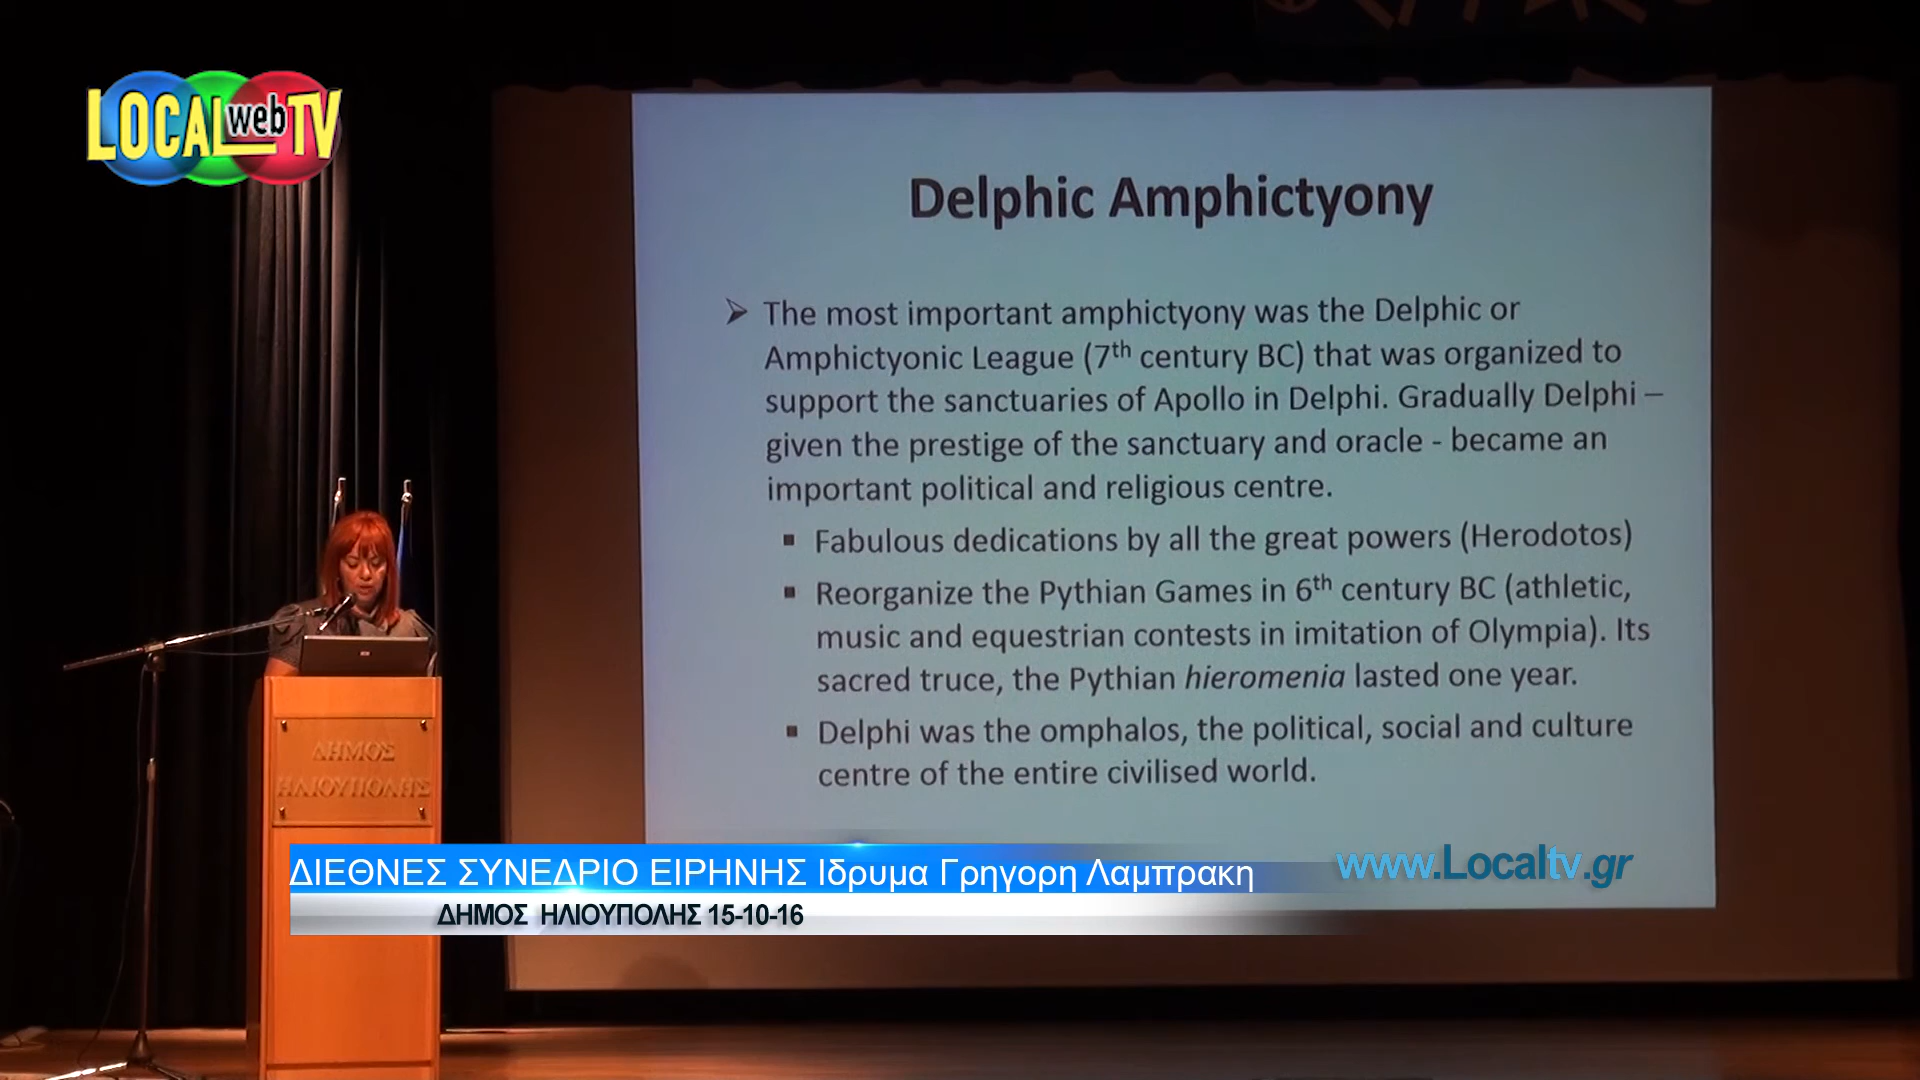 LOCAL web TV
Delphic Amphictyony
➤ The most important amphictyony was the Delphic or
Amphictyonic League (7th century BC) that was organized to
support the sanctuaries of Apollo in Delphi. Gradually Delphi –
given the prestige of the sanctuary and oracle - became an
important political and religious centre.
▪ Fabulous dedications by all the great powers (Herodotos)
▪ Reorganize the Pythian Games in 6th century BC (athletic,
music and equestrian contests in imitation of Olympia). Its
sacred truce, the Pythian hieromenia lasted one year.
▪ Delphi was the omphalos, the political, social and culture
centre of the entire civilised world.
ΔΗΜΟΣ
ΗΛΙΟΥΠΟΛΗΣ
ΔΙΕΘΝΕΣ ΣΥΝΕΔΡΙΟ ΕΙΡΗΝΗΣ Ιδρυμα Γρηγορη Λαμπρακη
www.Localtv.gr
ΔΗΜΟΣ ΗΛΙΟΥΠΟΛΗΣ 15-10-16